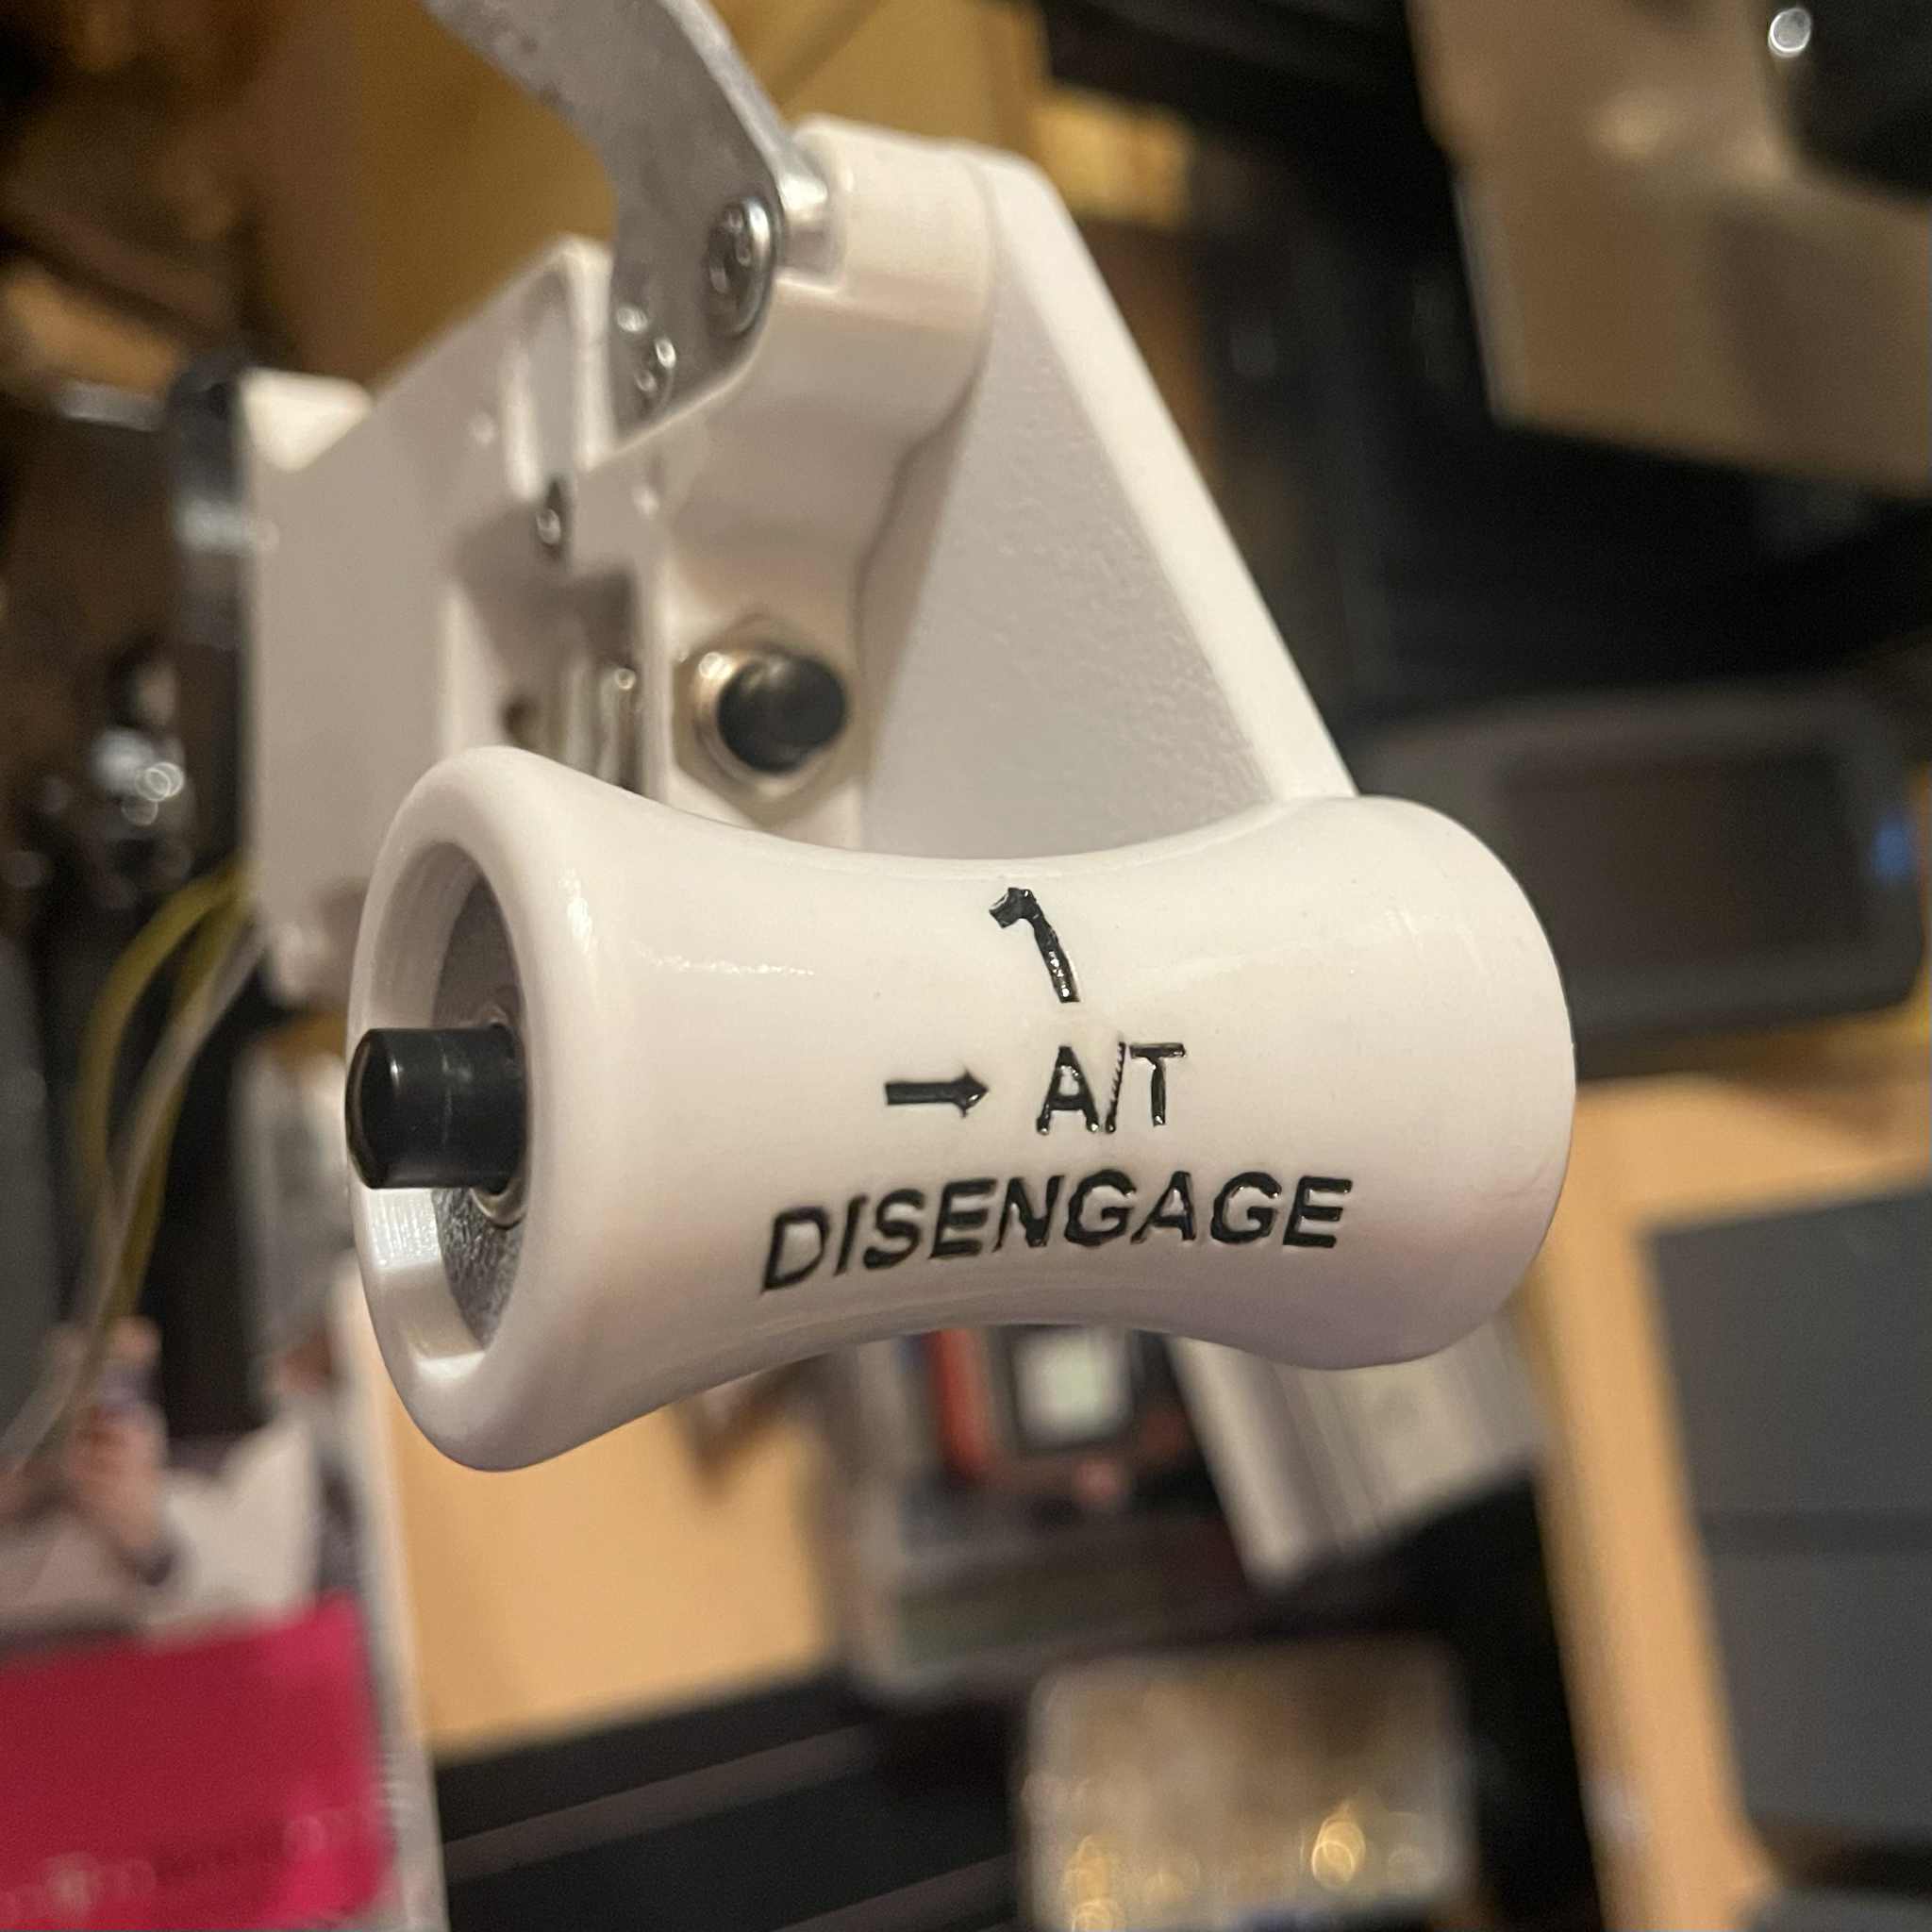 1
→ A/T
DISENGAGE